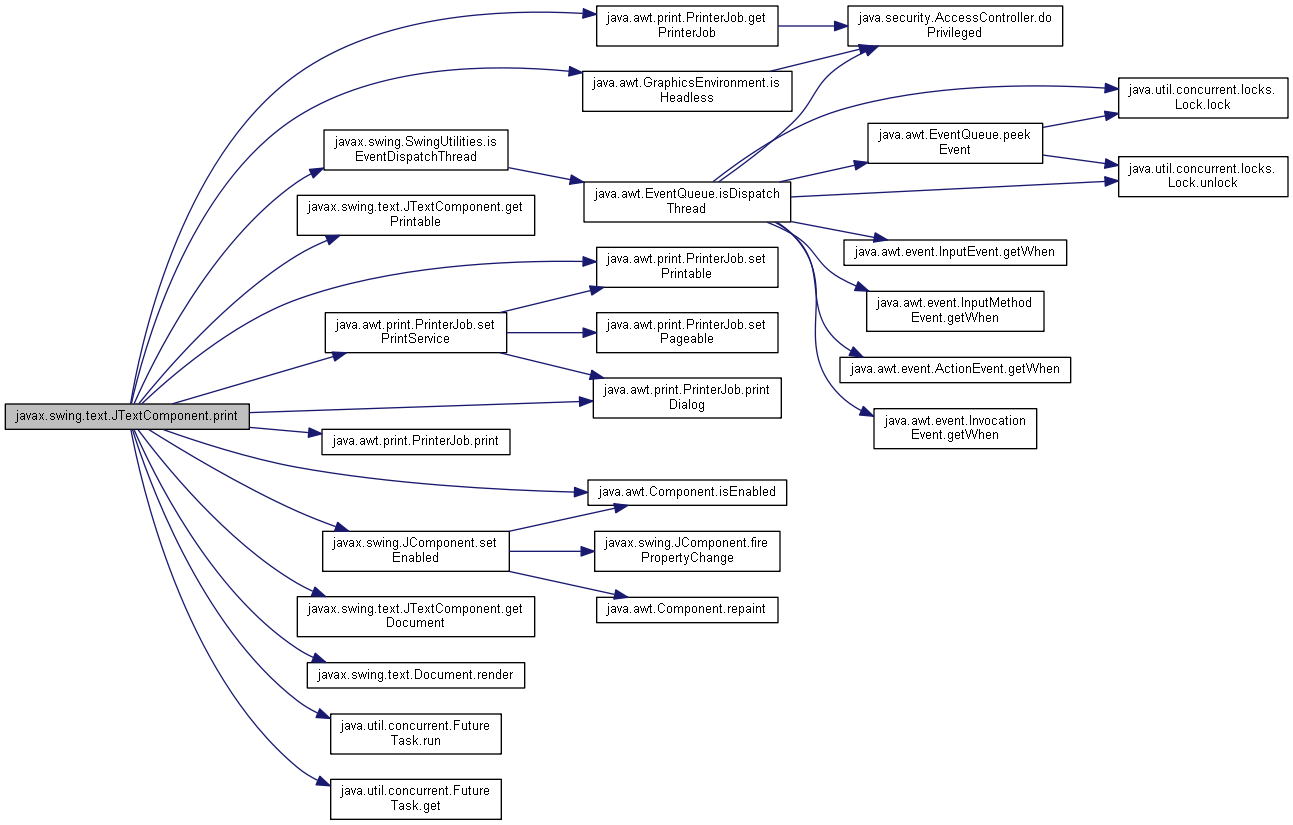 javax.swing.text.JTextComponent.print
java.awt.print.PrinterJob.get
PrinterJob
java.security.AccessController.do
Privileged
java.awt.GraphicsEnvironment.is
Headless
javax.swing.SwingUtilities.is
EventDispatchThread
java.awt.EventQueue.isDispatch
Thread
java.awt.EventQueue.peek
Event
java.util.concurrent.locks.
Lock.lock
java.util.concurrent.locks.
Lock.unlock
java.awt.event.InputEvent.getWhen
java.awt.event.InputMethod
Event.getWhen
java.awt.event.ActionEvent.getWhen
java.awt.event.Invocation
Event.getWhen
javax.swing.text.JTextComponent.get
Printable
java.awt.print.PrinterJob.set
Printable
java.awt.print.PrinterJob.set
PrintService
java.awt.print.PrinterJob.set
Pageable
java.awt.print.PrinterJob.print
Dialog
java.awt.print.PrinterJob.print
java.awt.Component.isEnabled
javax.swing.JComponent.set
Enabled
javax.swing.JComponent.fire
PropertyChange
java.awt.Component.repaint
javax.swing.text.JTextComponent.get
Document
javax.swing.text.Document.render
java.util.concurrent.Future
Task.run
java.util.concurrent.Future
Task.get